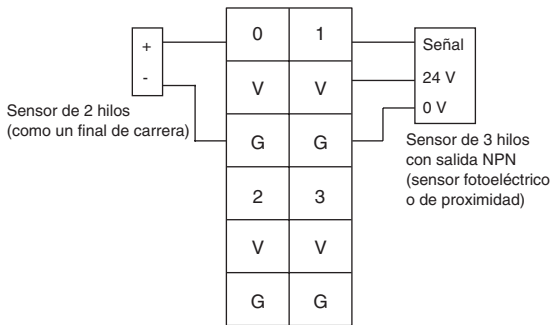 +
-
Sensor de 2 hilos
(como un final de carrera)
0 1
V V
G G
2 3
V V
G G
Señal
24 V
0 V
Sensor de 3 hilos
con salida NPN
(sensor fotoeléctrico
o de proximidad)